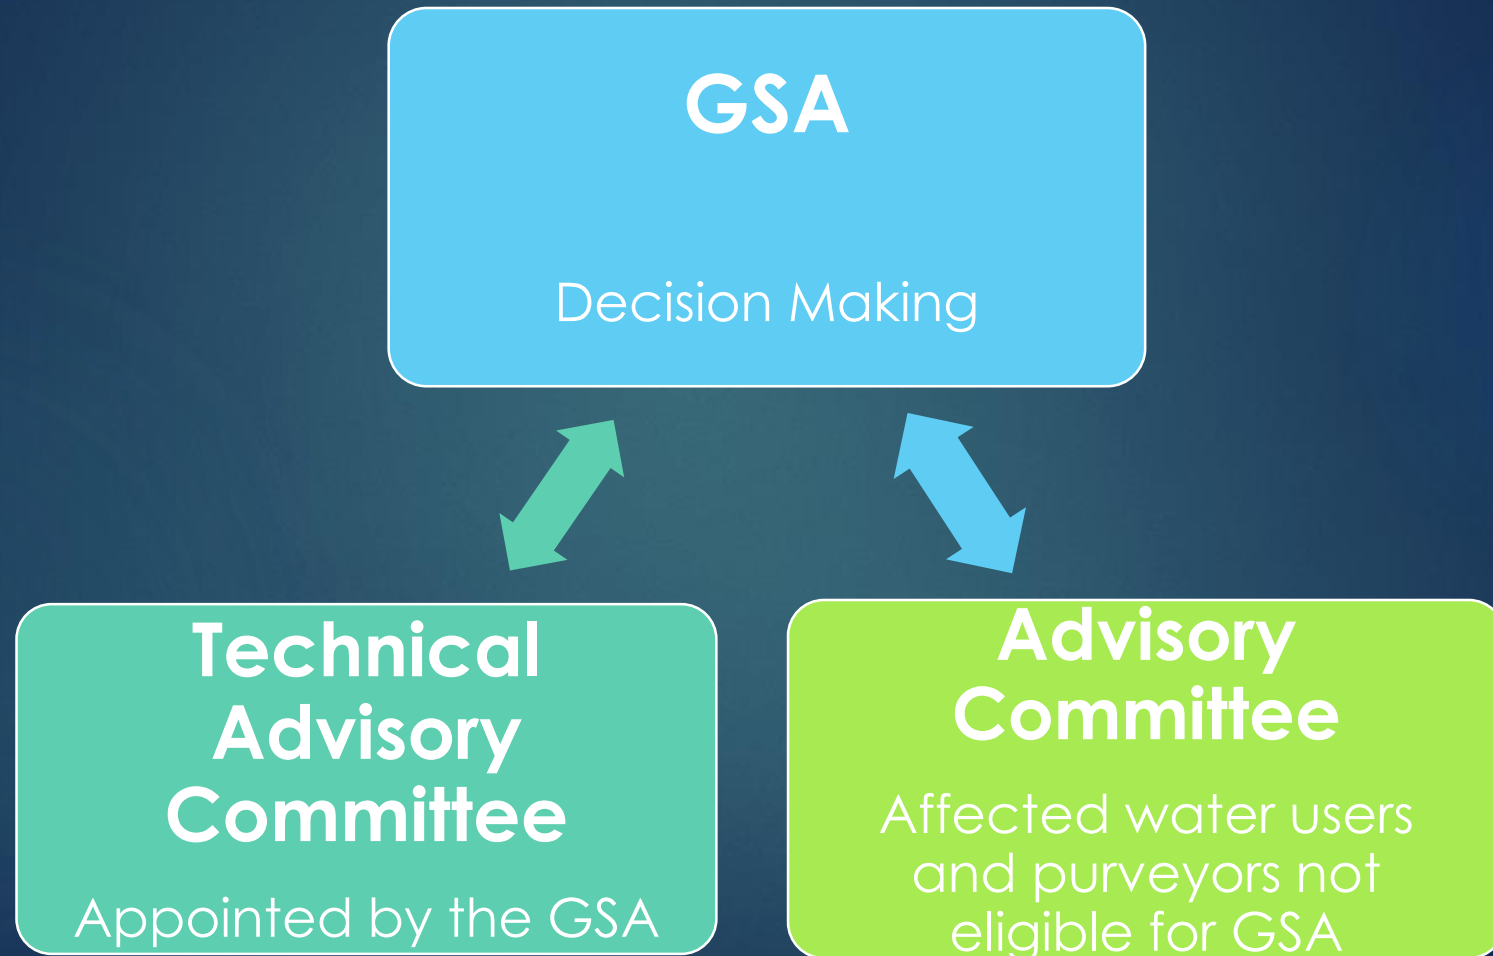 GSA
Decision Making
Technical
Advisory
Committee
Appointed by the GSA
Advisory
Committee
Affected water users
and purveyors not
eligible for GSA